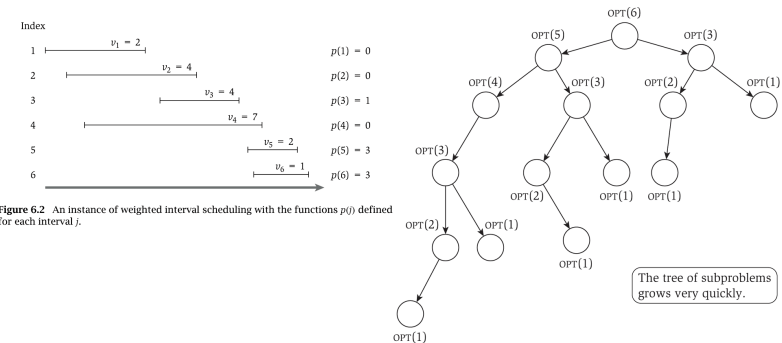 Index
1 v1 = 2 p(1) = 0
2 v2 = 4 p(2) = 0
3 v3 = 4 p(3) = 1
4 v4 = 7 p(4) = 0
5 v5 = 2 p(5) = 3
6 v6 = 1 p(6) = 3
Figure 6.2 An instance of weighted interval scheduling with the functions p(j) defined
for each interval j.
OPT(6)
OPT(5) OPT(3)
OPT(4) OPT(3) OPT(2) OPT(1)
OPT(3)
OPT(2) OPT(1) OPT(1)
OPT(2) OPT(1)
OPT(1)
OPT(1)
The tree of subproblems
grows very quickly.